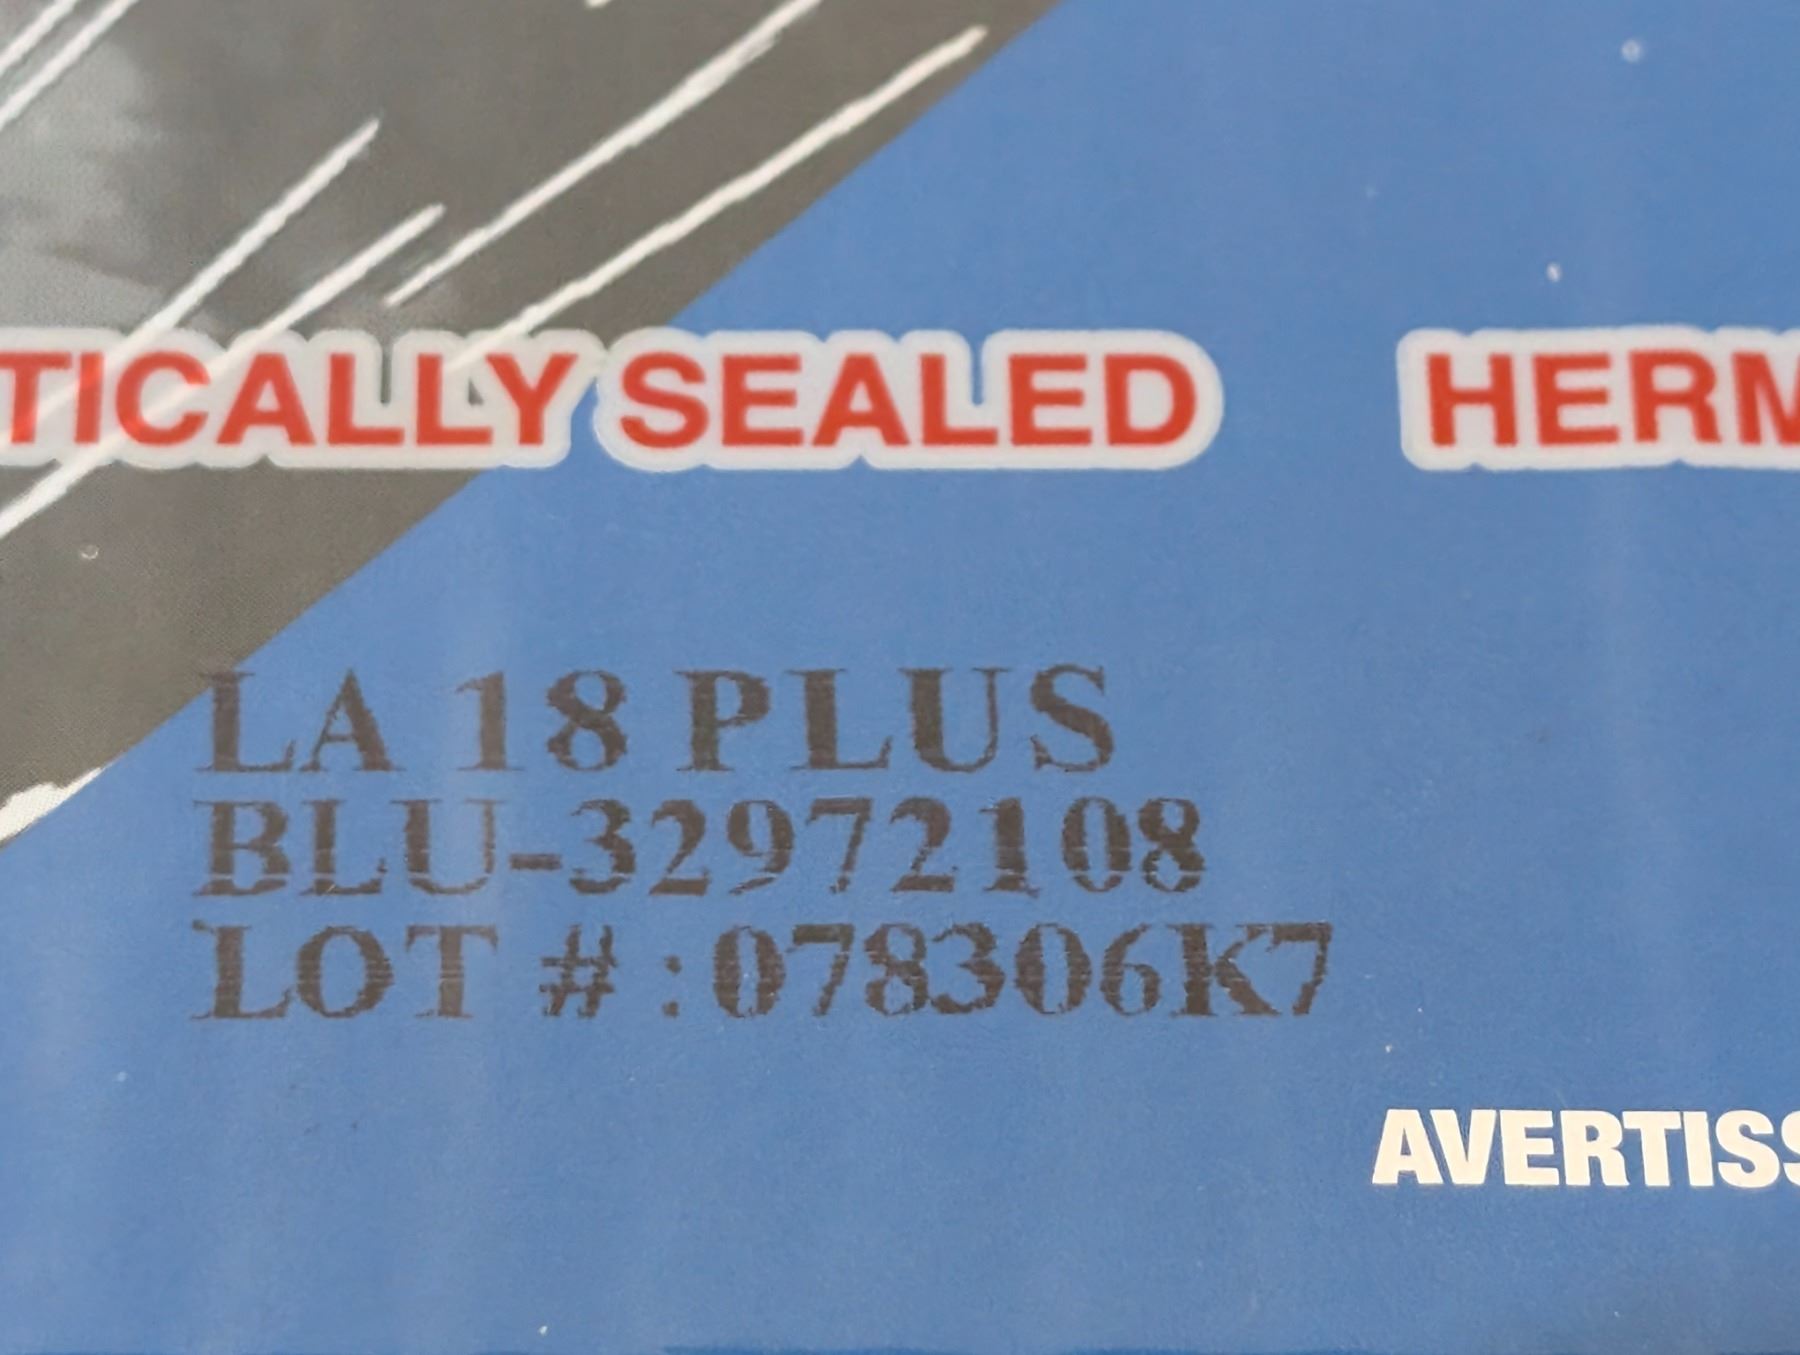 TICALLY SEALED HERM
LA 18 PLUS
BLU-32972108
LOT # : 078306K7
AVERTISS